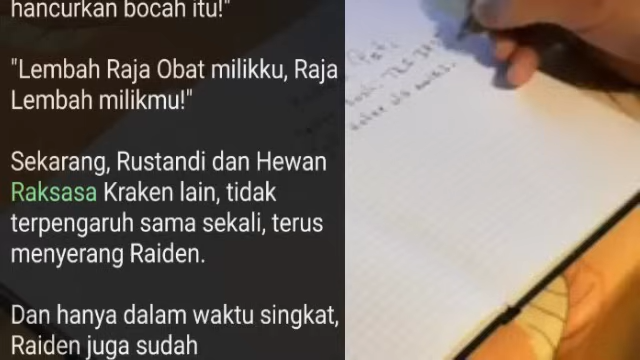 hancurkan bocah itu!"
"Lembah Raja Obat milikku, Raja
Lembah milikmu!"
Sekarang, Rustandi dan Hewan
Raksasa Kraken lain, tidak
terpengaruh sama sekali, terus
menyerang Raiden.
Dan hanya dalam waktu singkat,
Raiden juga sudah